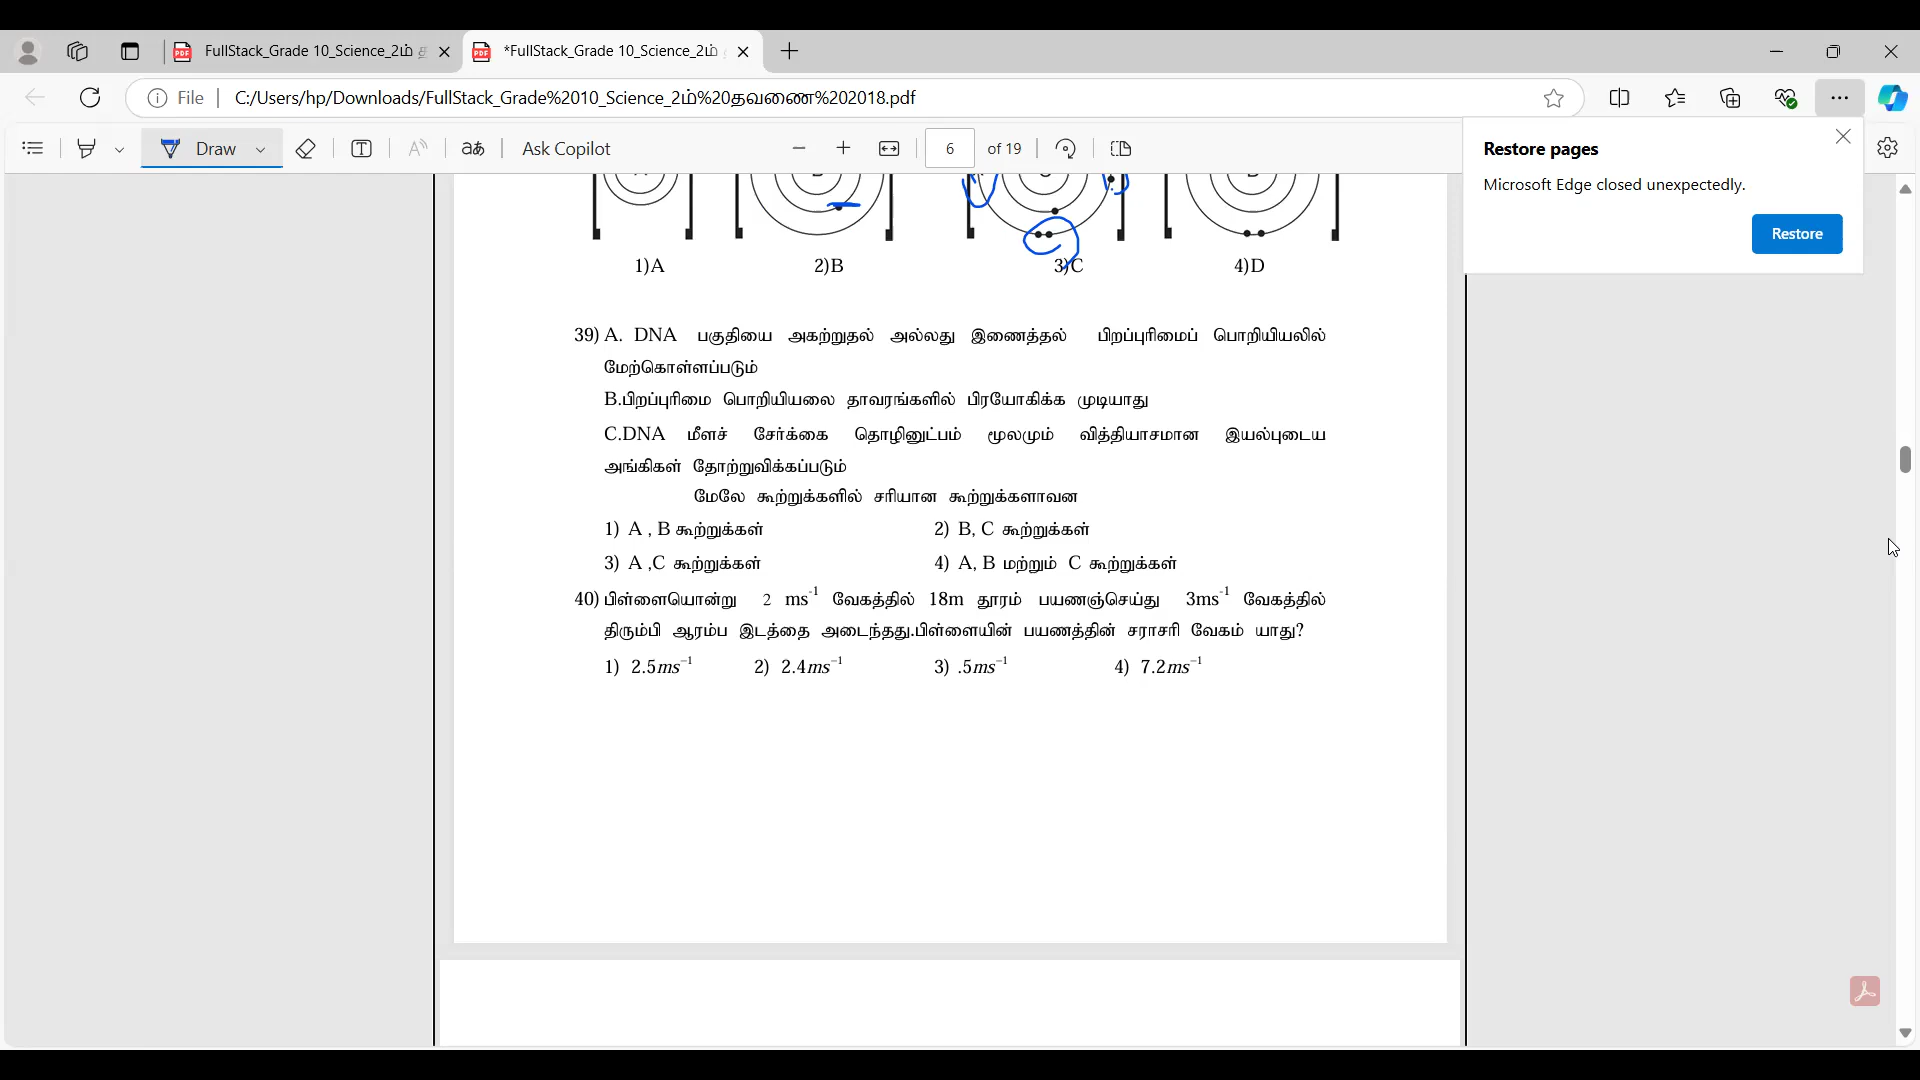 FullStack_Grade 10_Science_2ம் த
*FullStack_Grade 10_Science_2ம்
File
C:/Users/hp/Downloads/FullStack_Grade%2010_Science_2ம்%20தவணை%202018.pdf
Draw
Ask Copilot
6 of 19
Restore pages
Microsoft Edge closed unexpectedly.
Restore
1)A 2)B 3)C 4)D
39) A. DNA பகுதியை அகற்றுதல் அல்லது இணைத்தல் பிறப்புரிமைப் பொறியியலில்
மேற்கொள்ளப்படும்
B.பிறப்புரிமை பொறியியலை தாவரங்களில் பிரயோகிக்க முடியாது
C.DNA மீளச் சேர்க்கை தொழினுட்பம் மூலமும் வித்தியாசமான இயல்புடைய
அங்கிகள் தோற்றுவிக்கப்படும்
மேலே கூற்றுக்களில் சரியான கூற்றுக்களாவன
1) A , B கூற்றுக்கள் 2) B, C கூற்றுக்கள்
3) A ,C கூற்றுக்கள் 4) A, B மற்றும் C கூற்றுக்கள்
40) பிள்ளையொன்று 2 ms⁻¹ வேகத்தில் 18m தூரம் பயணஞ்செய்து 3ms⁻¹ வேகத்தில்
திரும்பி ஆரம்ப இடத்தை அடைந்தது.பிள்ளையின் பயணத்தின் சராசரி வேகம் யாது?
1) 2.5ms⁻¹ 2) 2.4ms⁻¹ 3) .5ms⁻¹ 4) 7.2ms⁻¹